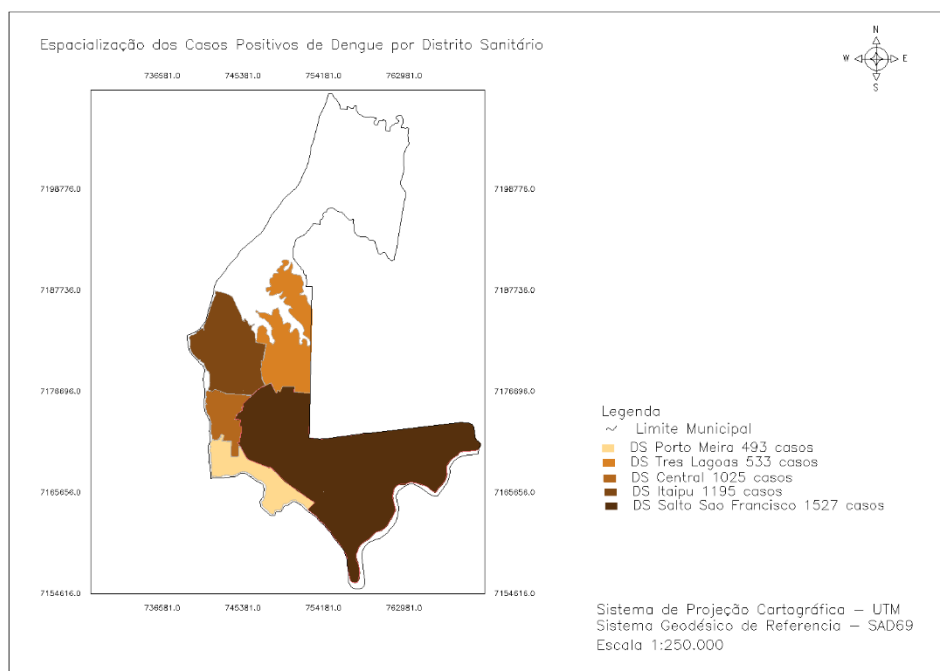 Espacialização dos Casos Positivos de Dengue por Distrito Sanitário
N
W E
S
736581.0 745381.0 754181.0 762981.0
7198776.0 7198776.0
7187736.0 7187736.0
7176696.0 7176696.0
Legenda
Limite Municipal
DS Porto Meira 493 casos
DS Tres Lagoas 533 casos
DS Central 1025 casos
DS Itaipu 1195 casos
DS Salto Sao Francisco 1527 casos
7165656.0 7165656.0
7154616.0 7154616.0
736581.0 745381.0 754181.0 762981.0
Sistema de Projeção Cartográfica – UTM
Sistema Geodésico de Referencia – SAD69
Escala 1:250.000